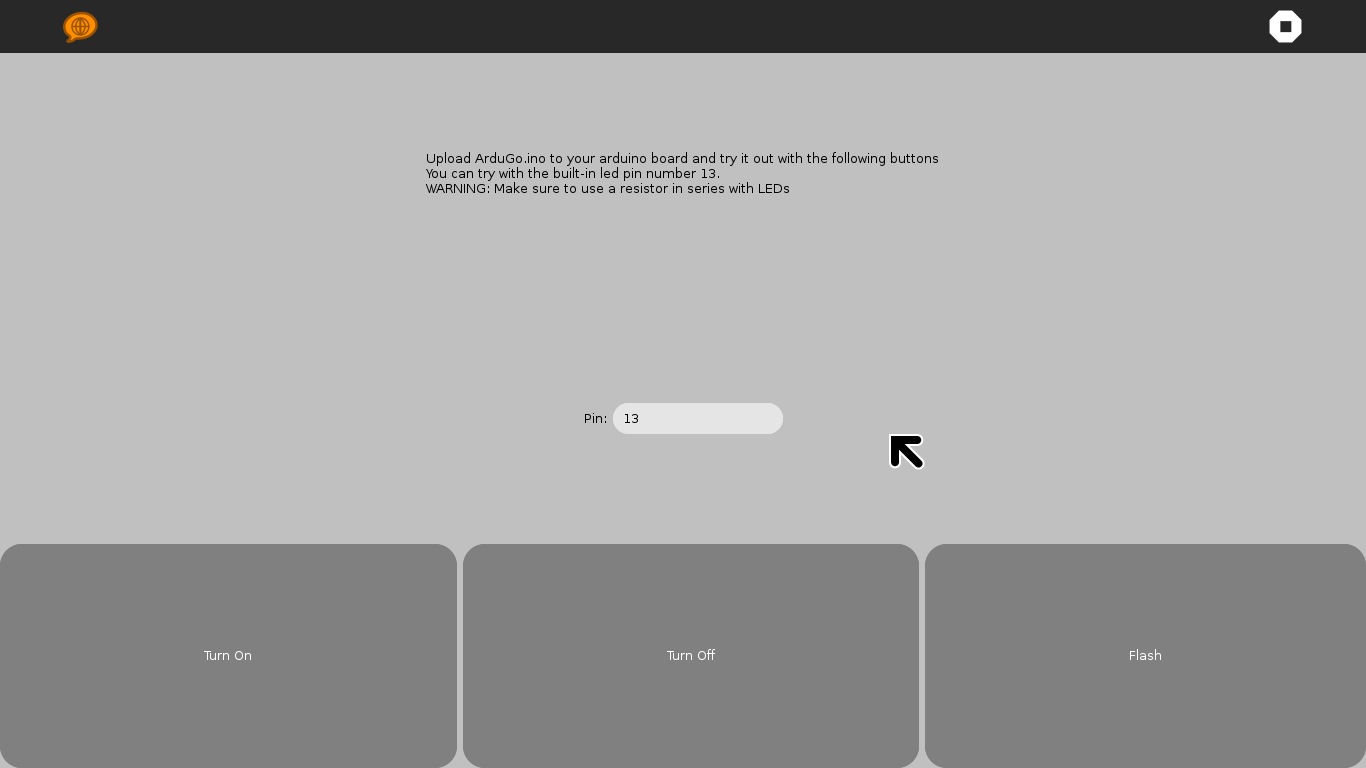 Upload ArduGo.ino to your arduino board and try it out with the following buttons
You can try with the built-in led pin number 13.
WARNING: Make sure to use a resistor in series with LEDs
Pin: 13
Turn On Turn Off Flash